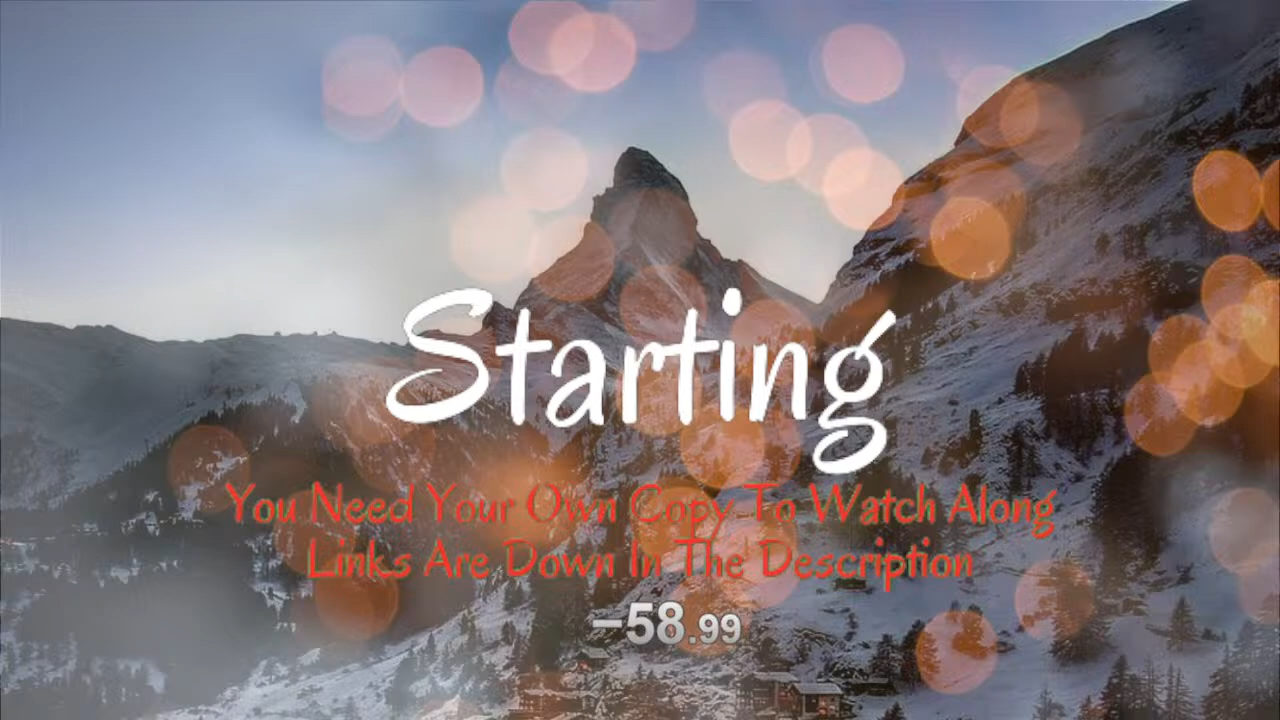 Starting
You Need Your Own Copy To Watch Along
Links Are Down In The Description
-58.99